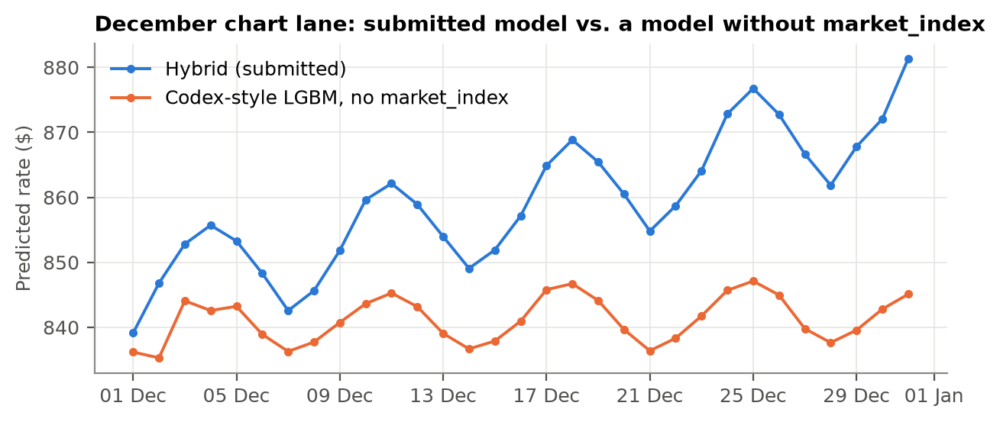 December chart lane: submitted model vs. a model without market_index
Hybrid (submitted)
Codex-style LGBM, no market_index
Predicted rate ($)
880
870
860
850
840
01 Dec 05 Dec 09 Dec 13 Dec 17 Dec 21 Dec 25 Dec 29 Dec 01 Jan